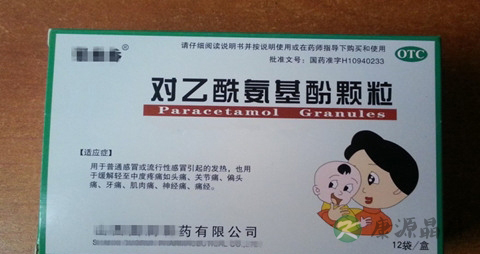 请仔细阅读说明书并按说明使用或在药师指导下购买和使用
批准文号：国药准字H10940233
OTC
对乙酰氨基酚颗粒
Paracetamol Granules
【适应症】
用于普通感冒或流行性感冒引起的发热，也用
于缓解轻至中度疼痛如头痛、关节痛、偏头
痛、牙痛、肌肉痛、神经痛、痛经。
药有限公司
12袋/盒
康源晶